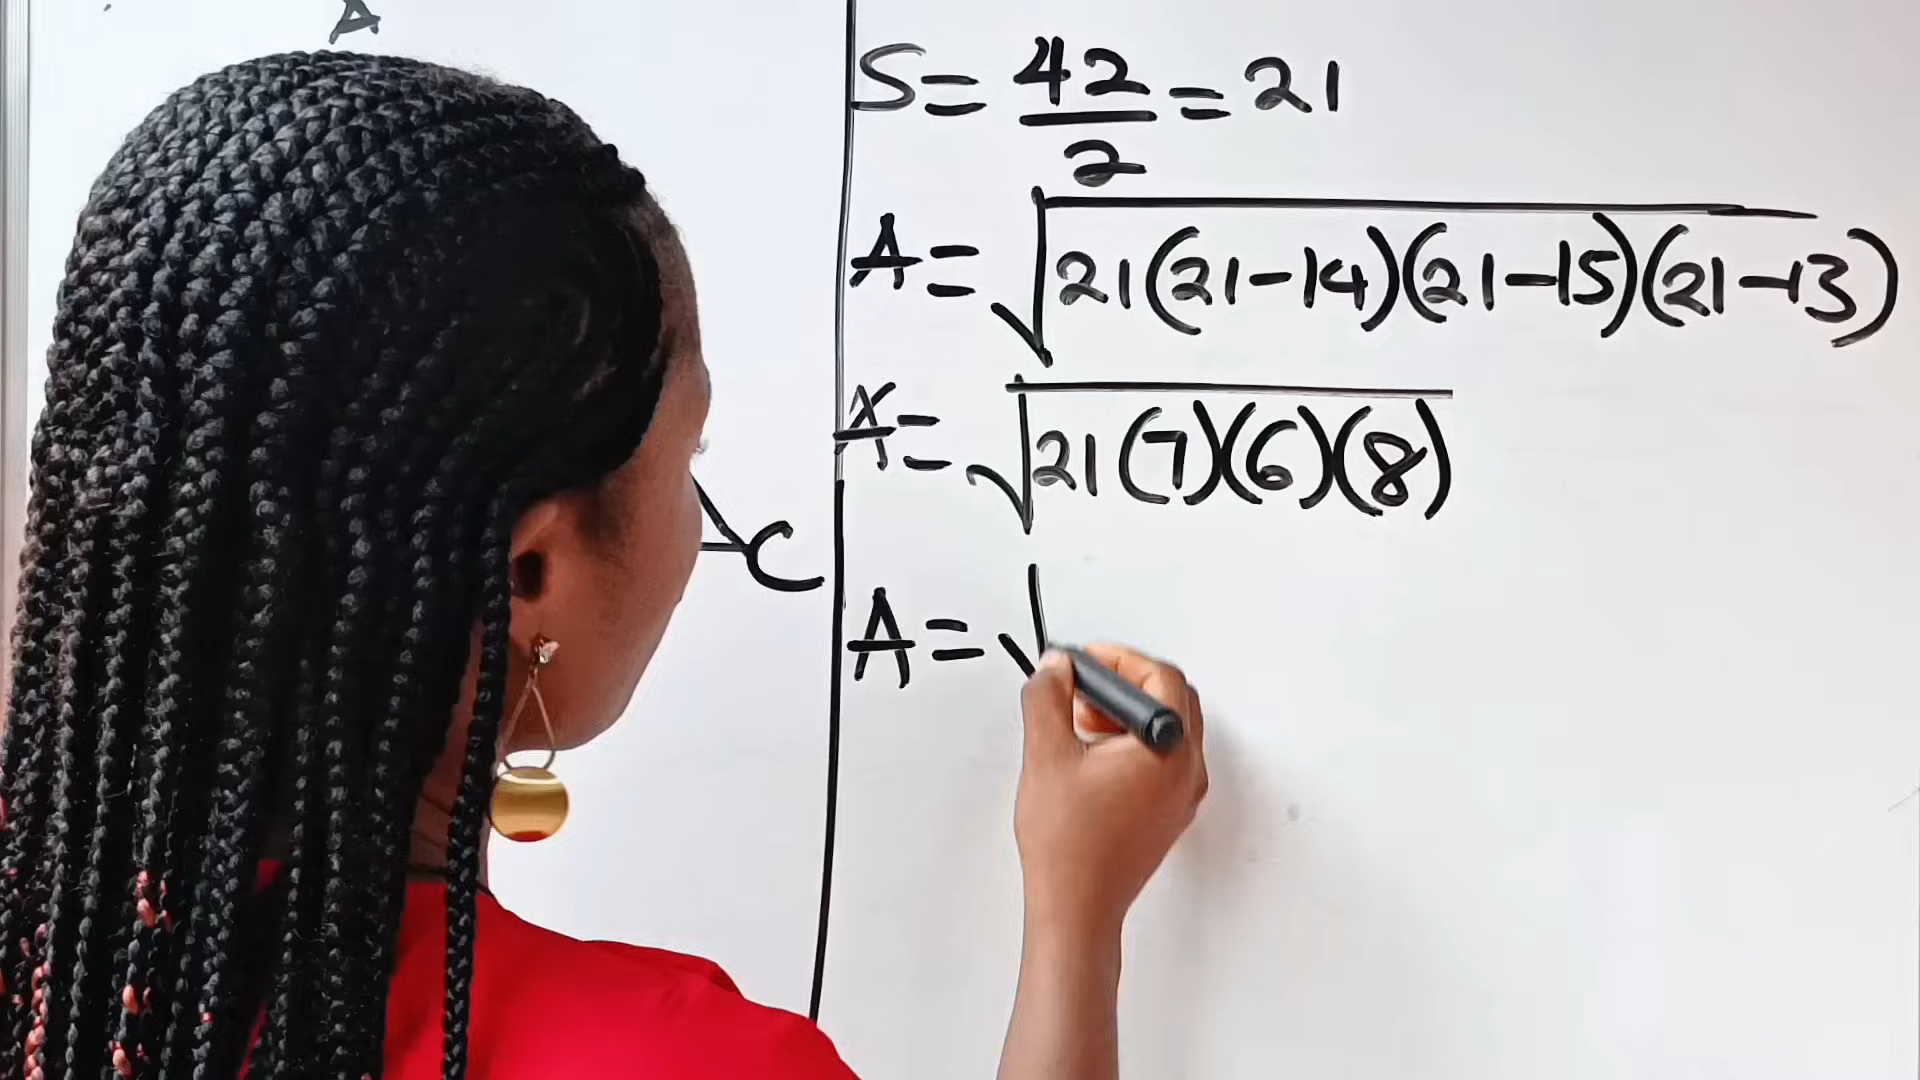 A
C
S = 42/2 = 21
A = √21(21-14)(21-15)(21-13)
A = √21(7)(6)(8)
A = √